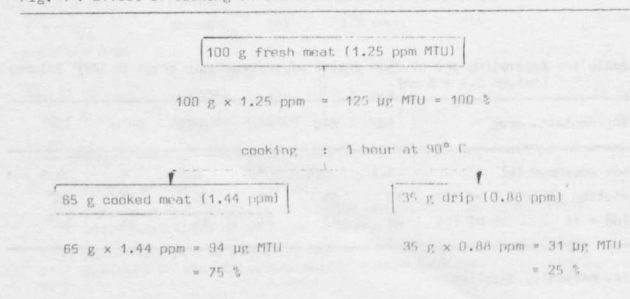 100 g fresh meat (1.25 ppm MTU)
100 g x 1.25 ppm = 125 µg MTU = 100 %
cooking : 1 hour at 90° C
65 g cooked meat (1.44 ppm)
35 g drip (0.88 ppm)
65 g x 1.44 ppm = 94 µg MTU
35 g x 0.88 ppm = 31 µg MTU
= 75 %
= 25 %